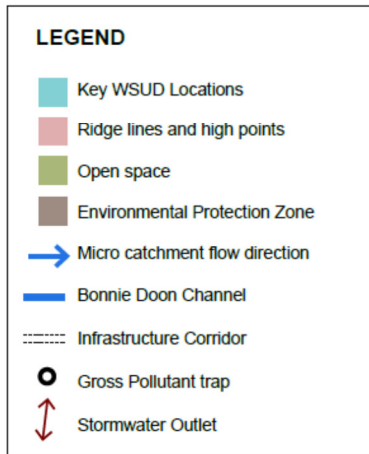 LEGEND
Key WSUD Locations
Ridge lines and high points
Open space
Environmental Protection Zone
Micro catchment flow direction
Bonnie Doon Channel
Infrastructure Corridor
Gross Pollutant trap
Stormwater Outlet